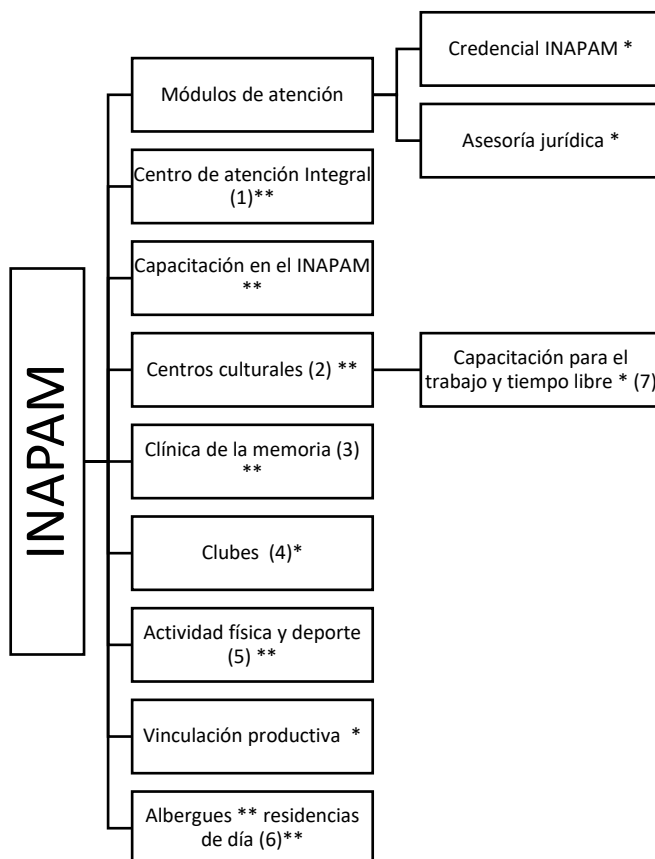 INAPAM
Módulos de atención
Credencial INAPAM *
Asesoría jurídica *
Centro de atención Integral
(1)**
Capacitación en el INAPAM
**
Centros culturales (2) **
Capacitación para el
trabajo y tiempo libre * (7)
Clínica de la memoria (3)
**
Clubes (4)*
Actividad física y deporte
(5) **
Vinculación productiva *
Albergues ** residencias
de día (6)**